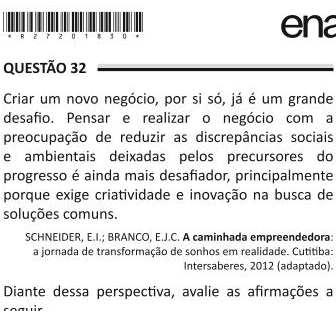 ena
* R 2 7 2 0 1 8 3 0 *
QUESTÃO 32
Criar um novo negócio, por si só, já é um grande
desafio. Pensar e realizar o negócio com a
preocupação de reduzir as discrepâncias sociais
e ambientais deixadas pelos precursores do
progresso é ainda mais desafiador, principalmente
porque exige criatividade e inovação na busca de
soluções comuns.
SCHNEIDER, E.I.; BRANCO, E.J.C. A caminhada empreendedora:
a jornada de transformação de sonhos em realidade. Cutitiba:
Intersaberes, 2012 (adaptado).
Diante dessa perspectiva, avalie as afirmações a
seguir.